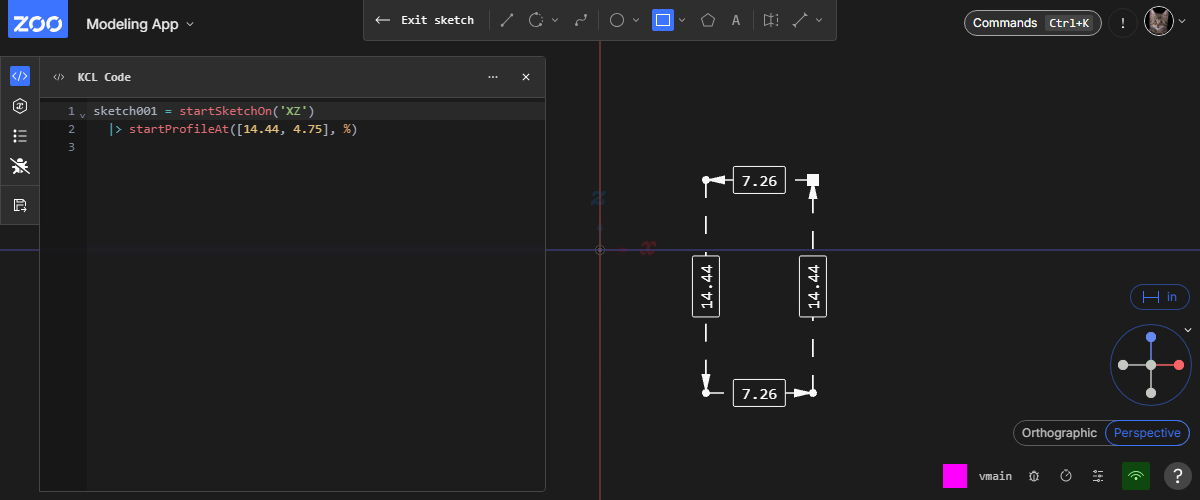 ZOO
Modeling App
Exit sketch
A
Commands Ctrl+K
!
</> KCL Code
1 sketch001 = startSketchOn('XZ')
2 |> startProfileAt([14.44, 4.75], %)
3
7.26
z
x
14.44
14.44
7.26
in
Orthographic Perspective
vmain
?